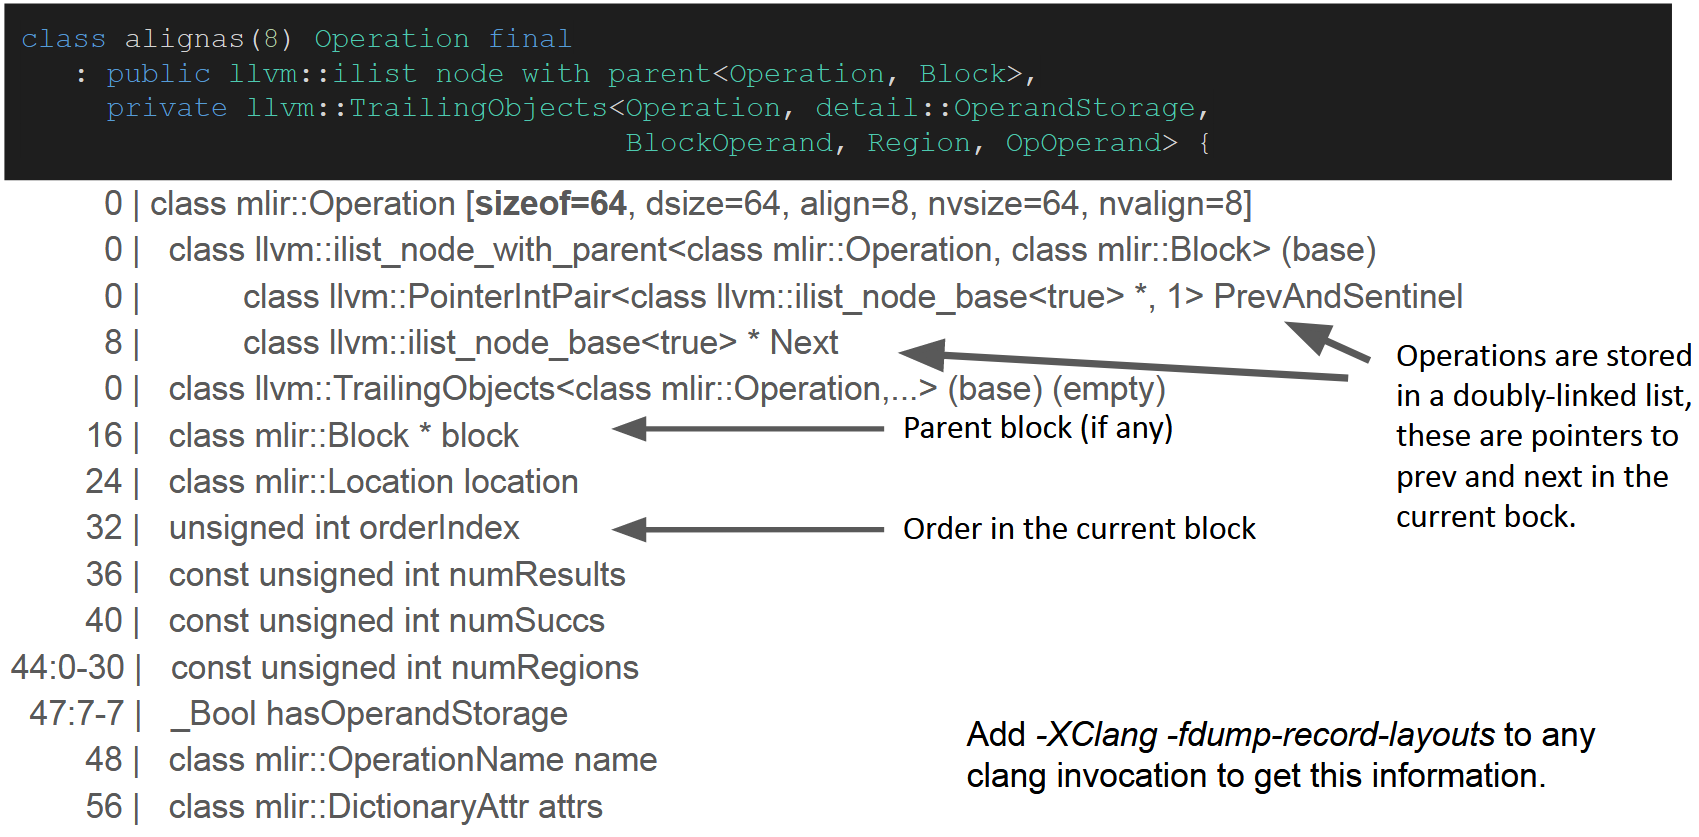 class alignas(8) Operation final
: public llvm::ilist node with parent<Operation, Block>,
private llvm::TrailingObjects<Operation, detail::OperandStorage,
BlockOperand, Region, OpOperand> {
0 | class mlir::Operation [sizeof=64, dsize=64, align=8, nvsize=64, nvalign=8]
0 | class llvm::ilist_node_with_parent<class mlir::Operation, class mlir::Block> (base)
0 | class llvm::PointerIntPair<class llvm::ilist_node_base<true> *, 1> PrevAndSentinel
8 | class llvm::ilist_node_base<true> * Next
0 | class llvm::TrailingObjects<class mlir::Operation,...> (base) (empty)
16 | class mlir::Block * block
24 | class mlir::Location location
32 | unsigned int orderIndex
36 | const unsigned int numResults
40 | const unsigned int numSuccs
44:0-30 | const unsigned int numRegions
47:7-7 | _Bool hasOperandStorage
48 | class mlir::OperationName name
56 | class mlir::DictionaryAttr attrs
Operations are stored
in a doubly-linked list,
these are pointers to
prev and next in the
current bock.
Parent block (if any)
Order in the current block
Add -XClang -fdump-record-layouts to any
clang invocation to get this information.